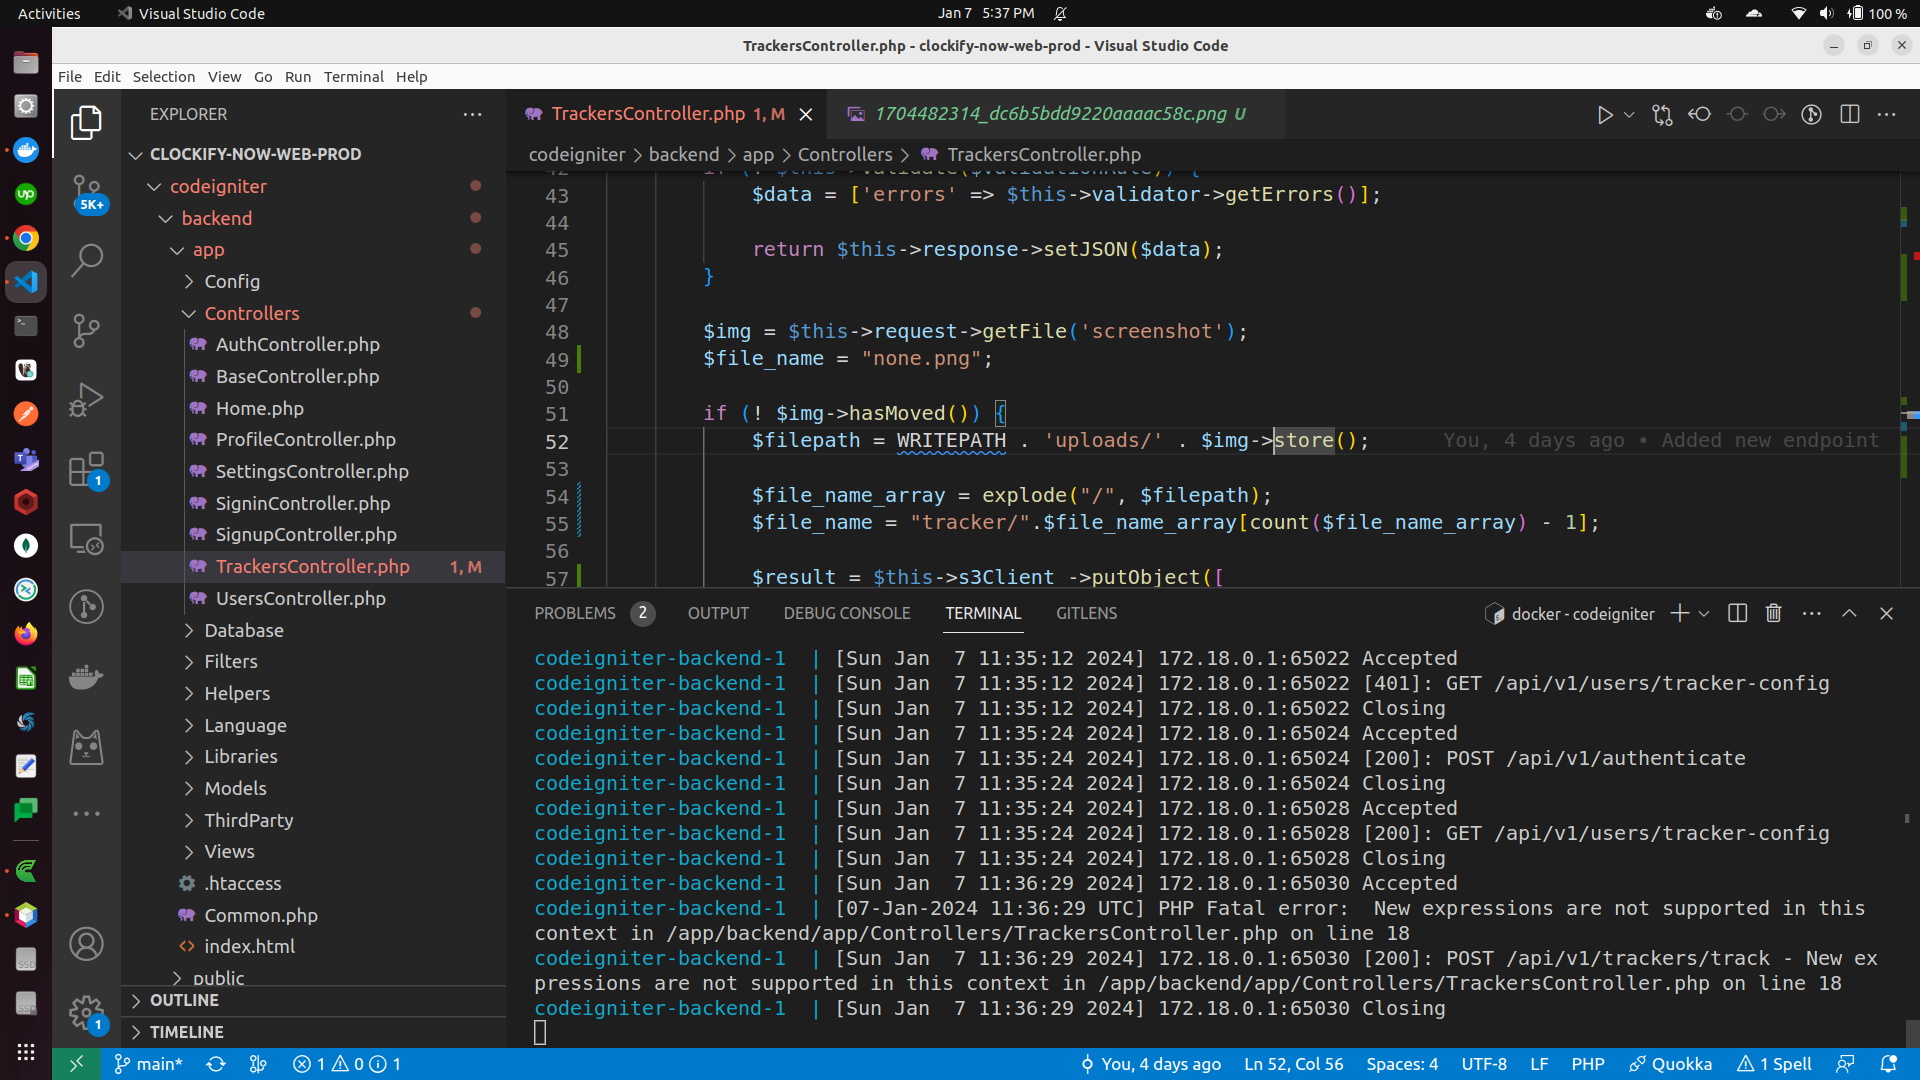 Activities
Visual Studio Code
Jan 7 5:37 PM
100 %
TrackersController.php - clockify-now-web-prod - Visual Studio Code
File Edit Selection View Go Run Terminal Help
EXPLORER
CLOCKIFY-NOW-WEB-PROD
codeigniter
backend
app
Config
Controllers
AuthController.php
BaseController.php
Home.php
ProfileController.php
SettingsController.php
SigninController.php
SignupController.php
TrackersController.php 1, M
UsersController.php
Database
Filters
Helpers
Language
Libraries
Models
ThirdParty
Views
.htaccess
Common.php
index.html
public
OUTLINE
TIMELINE
5K+
1
1
TrackersController.php 1, M
1704482314_dc6b5bdd9220aaaac58c.png U
codeigniter > backend > app > Controllers > TrackersController.php
42 if (! $this->validate($validationRule)) {
43 $data = ['errors' => $this->validator->getErrors()];
44
45 return $this->response->setJSON($data);
46 }
47
48 $img = $this->request->getFile('screenshot');
49 $file_name = "none.png";
50
51 if (! $img->hasMoved()) {
52 $filepath = WRITEPATH . 'uploads/' . $img->store(); You, 4 days ago • Added new endpoint
53
54 $file_name_array = explode("/", $filepath);
55 $file_name = "tracker/".$file_name_array[count($file_name_array) - 1];
56
57 $result = $this->s3Client ->putObject([
PROBLEMS 2 OUTPUT DEBUG CONSOLE TERMINAL GITLENS
docker - codeigniter
codeigniter-backend-1 | [Sun Jan 7 11:35:12 2024] 172.18.0.1:65022 Accepted
codeigniter-backend-1 | [Sun Jan 7 11:35:12 2024] 172.18.0.1:65022 [401]: GET /api/v1/users/tracker-config
codeigniter-backend-1 | [Sun Jan 7 11:35:12 2024] 172.18.0.1:65022 Closing
codeigniter-backend-1 | [Sun Jan 7 11:35:24 2024] 172.18.0.1:65024 Accepted
codeigniter-backend-1 | [Sun Jan 7 11:35:24 2024] 172.18.0.1:65024 [200]: POST /api/v1/authenticate
codeigniter-backend-1 | [Sun Jan 7 11:35:24 2024] 172.18.0.1:65024 Closing
codeigniter-backend-1 | [Sun Jan 7 11:35:24 2024] 172.18.0.1:65028 Accepted
codeigniter-backend-1 | [Sun Jan 7 11:35:24 2024] 172.18.0.1:65028 [200]: GET /api/v1/users/tracker-config
codeigniter-backend-1 | [Sun Jan 7 11:35:24 2024] 172.18.0.1:65028 Closing
codeigniter-backend-1 | [Sun Jan 7 11:36:29 2024] 172.18.0.1:65030 Accepted
codeigniter-backend-1 | [07-Jan-2024 11:36:29 UTC] PHP Fatal error: New expressions are not supported in this
context in /app/backend/app/Controllers/TrackersController.php on line 18
codeigniter-backend-1 | [Sun Jan 7 11:36:29 2024] 172.18.0.1:65030 [200]: POST /api/v1/trackers/track - New ex
pressions are not supported in this context in /app/backend/app/Controllers/TrackersController.php on line 18
codeigniter-backend-1 | [Sun Jan 7 11:36:29 2024] 172.18.0.1:65030 Closing
main* 1 0 1
You, 4 days ago Ln 52, Col 56 Spaces: 4 UTF-8 LF PHP Quokka 1 Spell